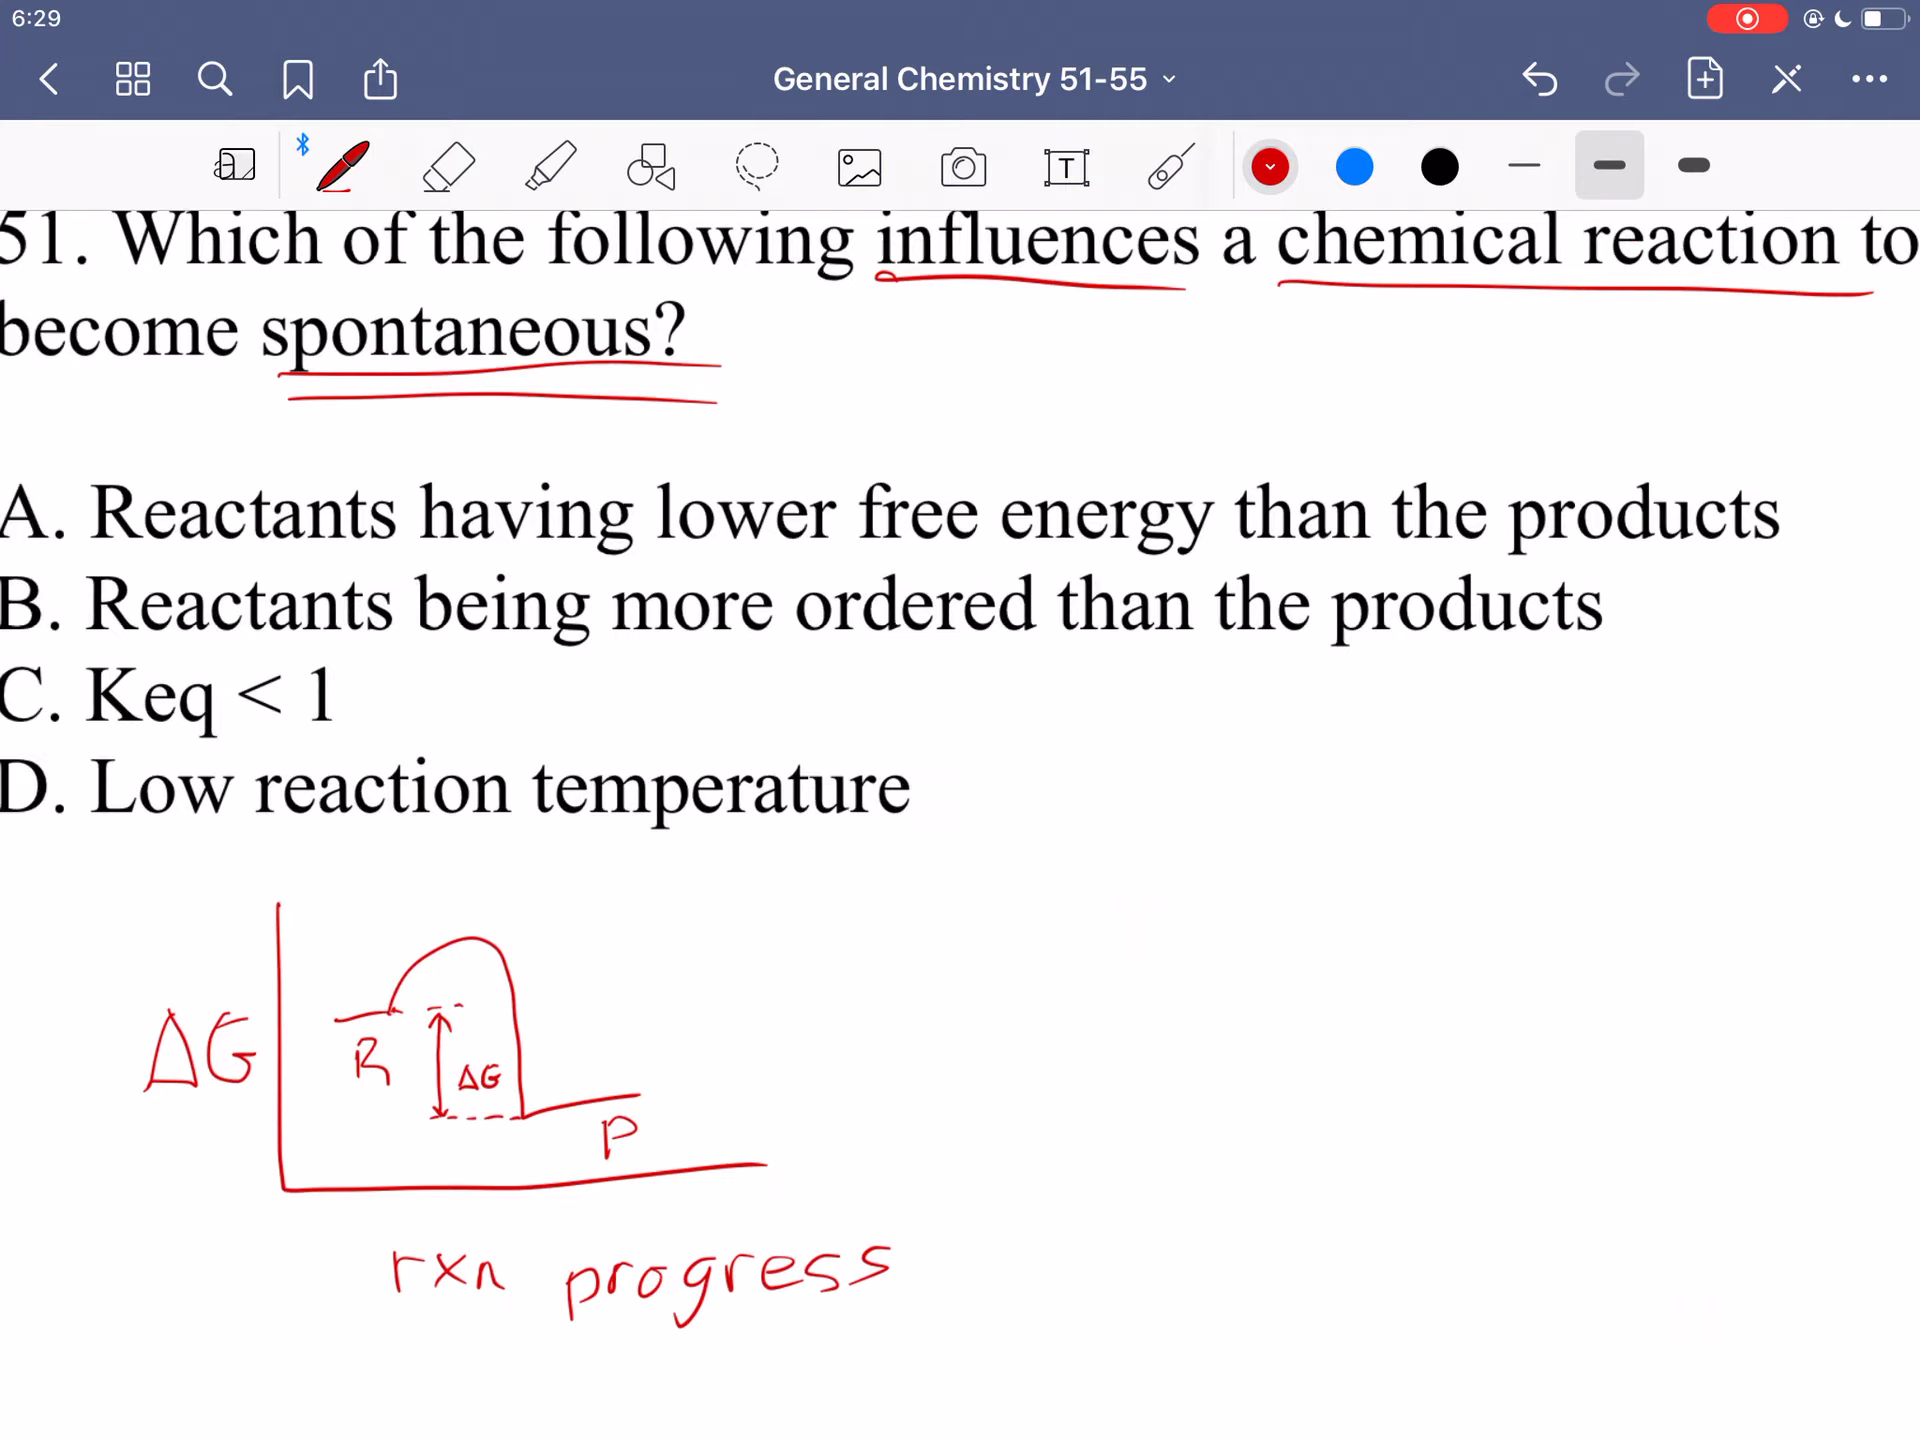 6:29
General Chemistry 51-55
T
51. Which of the following influences a chemical reaction to
become spontaneous?
A. Reactants having lower free energy than the products
B. Reactants being more ordered than the products
C. Keq < 1
D. Low reaction temperature
ΔG
R
ΔG
P
rxn progress